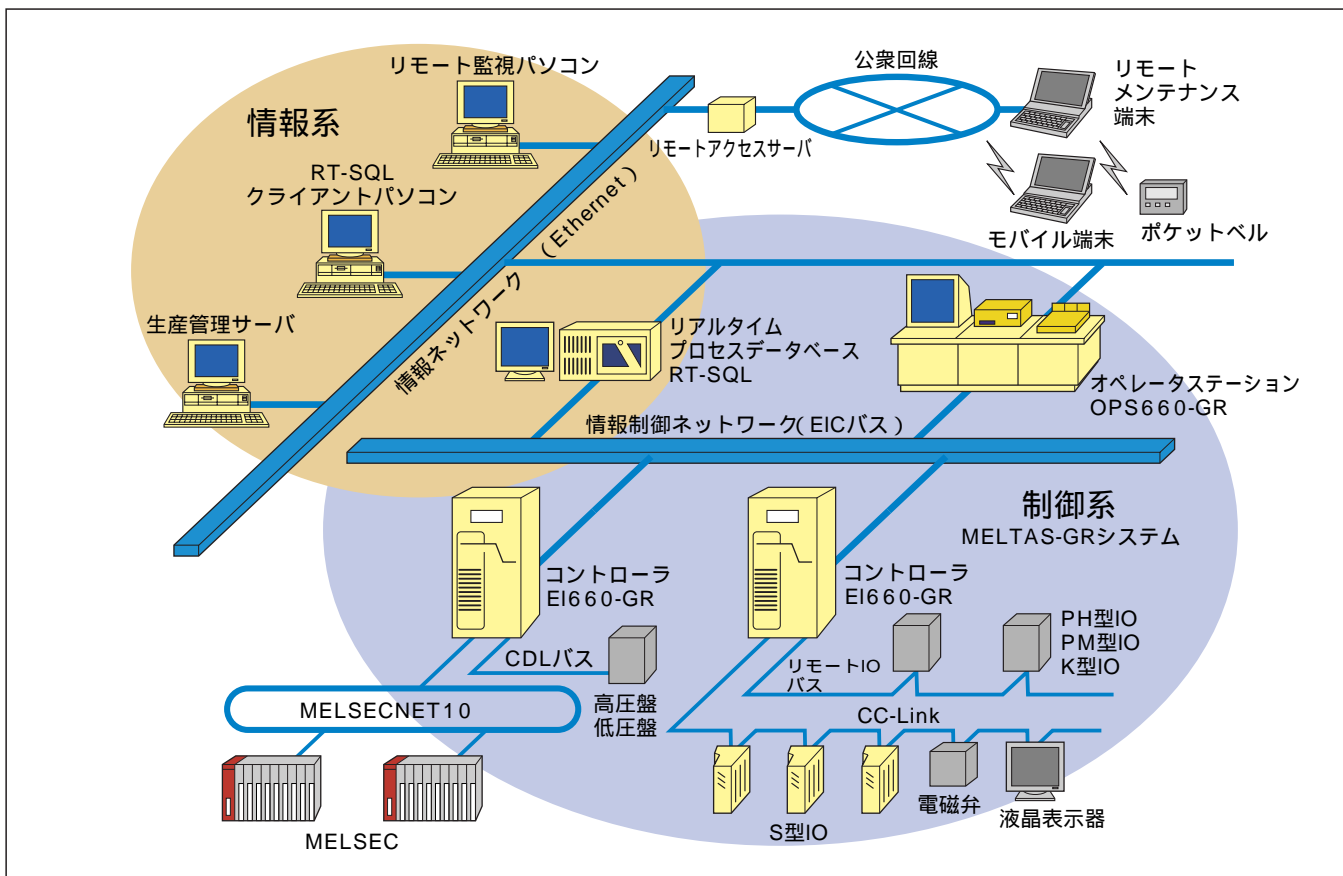 リモート監視パソコン
公衆回線
リモート
メンテナンス
端末
情報系
リモートアクセスサーバ
RT-SQL
クライアントパソコン
モバイル端末
ポケットベル
情報ネットワーク(Ethernet)
生産管理サーバ
リアルタイム
プロセスデータベース
RT-SQL
オペレータステーション
OPS660-GR
情報制御ネットワーク(EICバス)
制御系
MELTAS-GRシステム
コントローラ
EI660-GR
コントローラ
EI660-GR
PH型IO
PM型IO
K型IO
CDLバス
リモートIO
バス
高圧盤
低圧盤
MELSECNET10
CC-Link
電磁弁
液晶表示器
S型IO
MELSEC